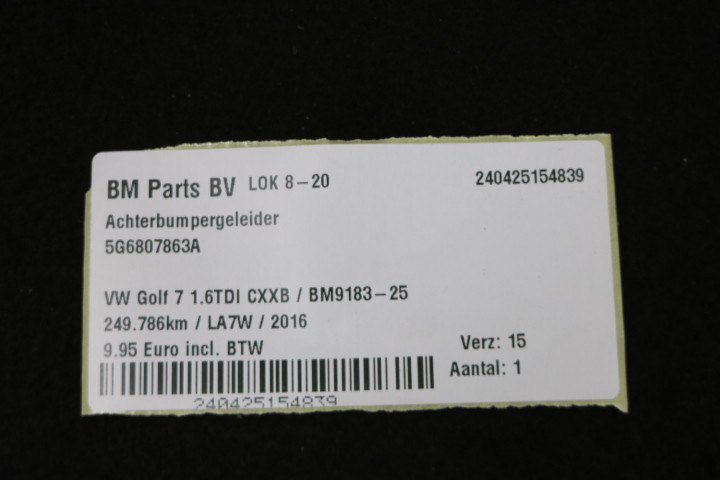 BM Parts BV LOK 8-20 240425154839
Achterbumpergeleider
5G6807863A
VW Golf 7 1.6TDI CXXB / BM9183-25
249.786km / LA7W / 2016
9.95 Euro incl. BTW Verz: 15
Aantal: 1
240425154839